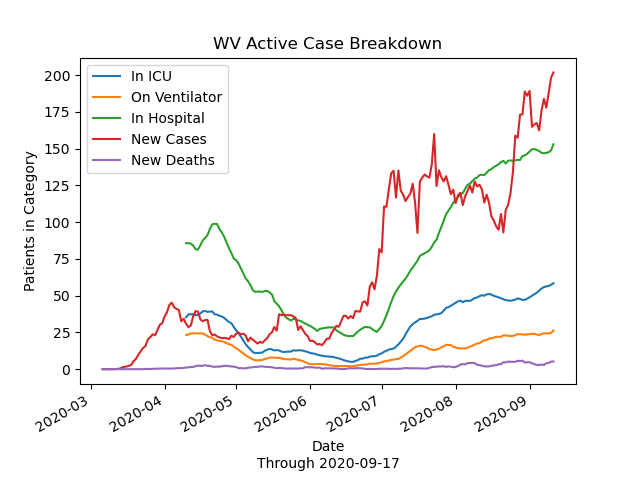 WV Active Case Breakdown
In ICU
On Ventilator
In Hospital
New Cases
New Deaths
200
175
150
125
100
75
50
25
0
Patients in Category
2020-03
2020-04
2020-05
2020-06
2020-07
2020-08
2020-09
Date
Through 2020-09-17